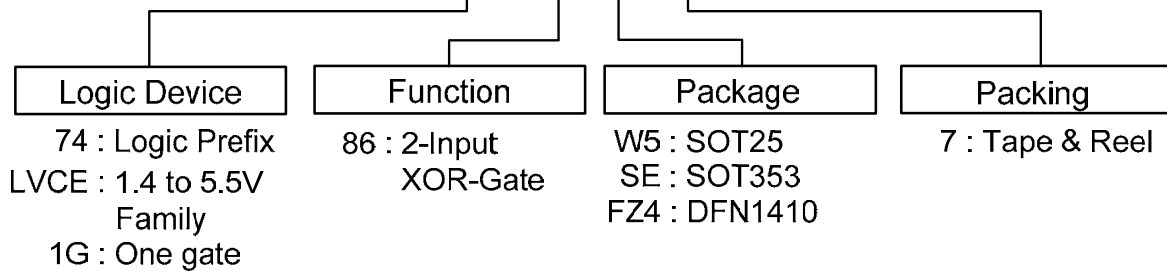 Logic Device
Function
Package
Packing
74 : Logic Prefix
LVCE : 1.4 to 5.5V
Family
1G : One gate
86 : 2-Input
XOR-Gate
W5 : SOT25
SE : SOT353
FZ4 : DFN1410
7 : Tape & Reel